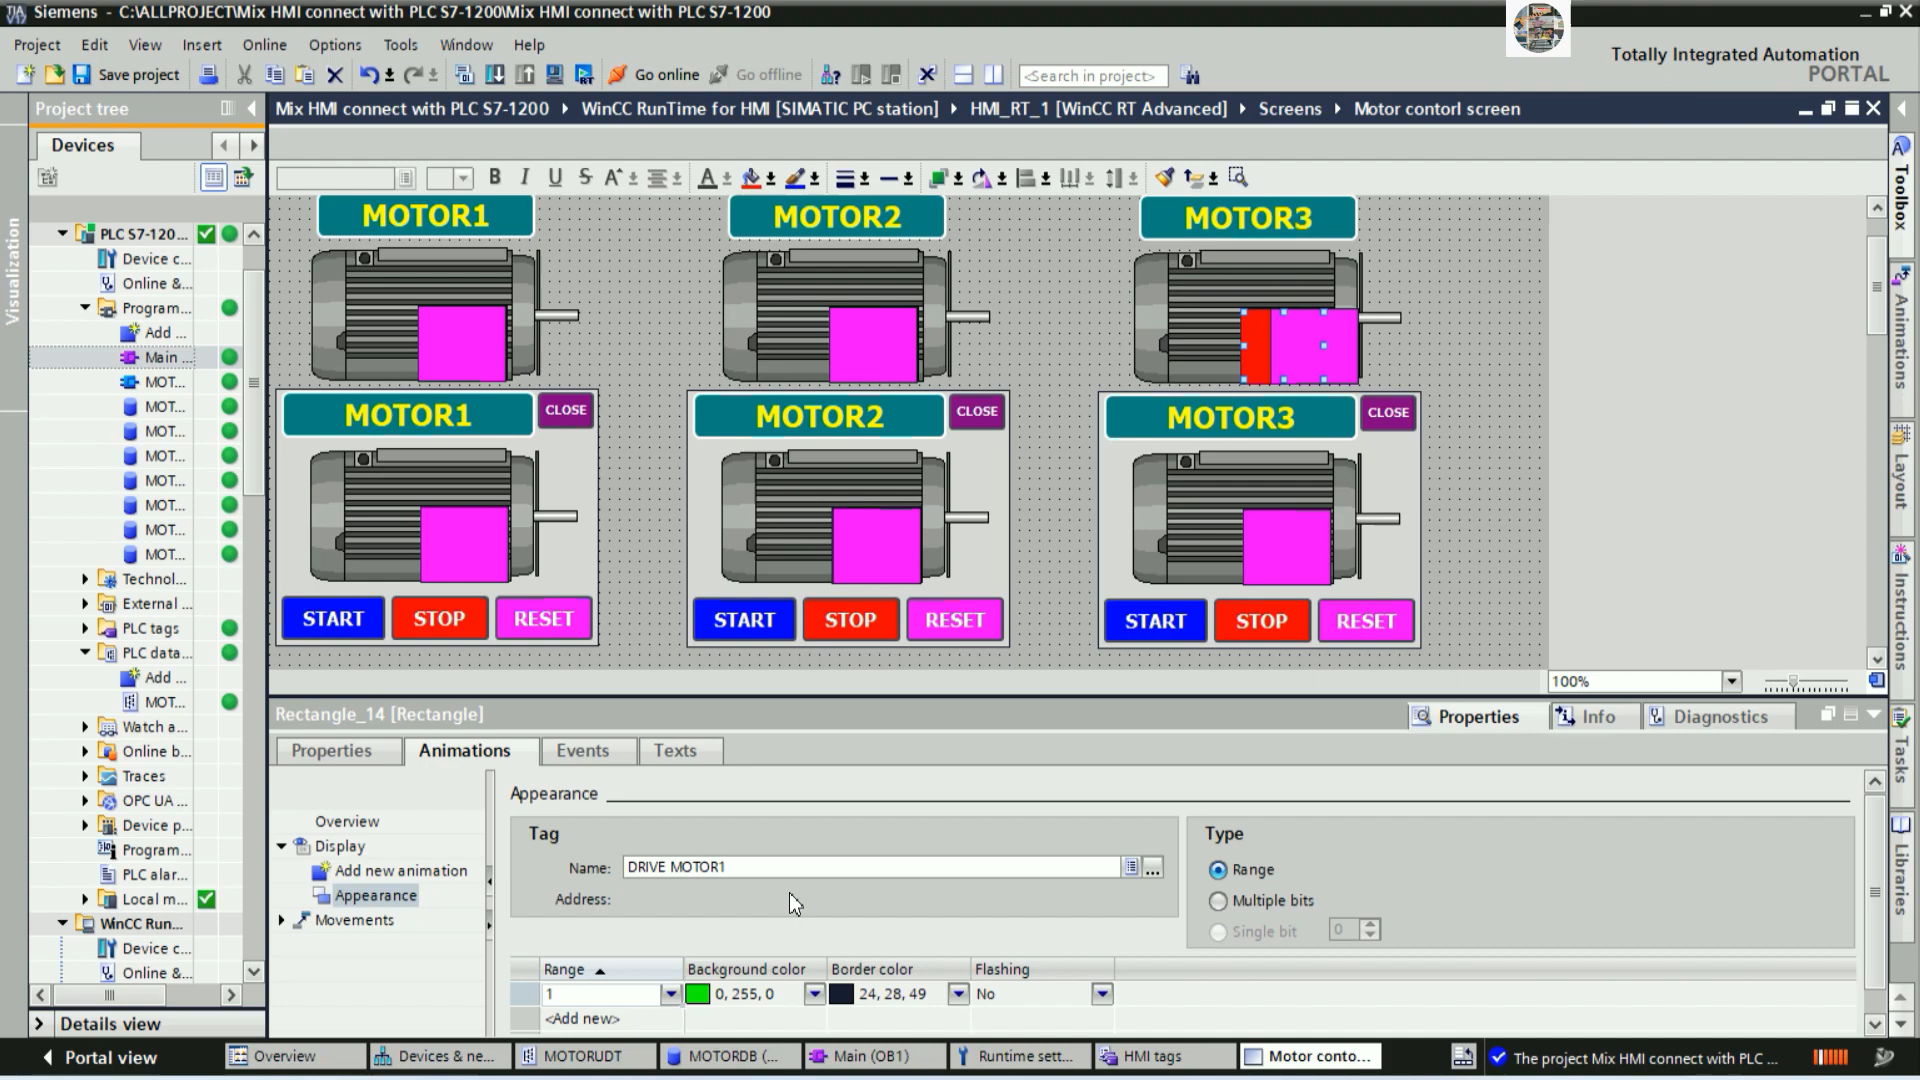 Siemens - C:\ALLPROJECT\Mix HMI connect with PLC S7-1200\Mix HMI connect with PLC S7-1200
Project Edit View Insert Online Options Tools Window Help
Totally Integrated Automation
PORTAL
Save project
Go online
Go offline
<Search in project>
Project tree
Mix HMI connect with PLC S7-1200
WinCC RunTime for HMI [SIMATIC PC station]
HMI_RT_1 [WinCC RT Advanced]
Screens
Motor contorl screen
Devices
B I U S A A
Visualization
PLC S7-120...
Device c...
Online &...
Program...
Add ...
Main ...
MOT...
MOT...
MOT...
MOT...
MOT...
MOT...
MOT...
MOT...
Technol...
External ...
PLC tags
PLC data...
Add ...
MOT...
Watch a...
Online b...
Traces
OPC UA ...
Device p...
Program...
PLC alar...
Local m...
WinCC Run...
Device c...
Online &...
Details view
MOTOR1
MOTOR2
MOTOR3
MOTOR1 CLOSE
MOTOR2 CLOSE
MOTOR3 CLOSE
START STOP RESET
START STOP RESET
START STOP RESET
100%
Toolbox
Animations
Layout
Instructions
Tasks
Libraries
Rectangle_14 [Rectangle]
Properties
Info
Diagnostics
Properties
Animations
Events
Texts
Overview
Display
Add new animation
Appearance
Movements
Appearance
Tag
Name: DRIVE MOTOR1
Address:
Type
Range
Multiple bits
Single bit 0
Range Background color Border color Flashing
1 0, 255, 0 24, 28, 49 No
<Add new>
Portal view
Overview
Devices & ne...
MOTORUDT
MOTORDB (...
Main (OB1)
Runtime sett...
HMI tags
Motor conto...
The project Mix HMI connect with PLC ...